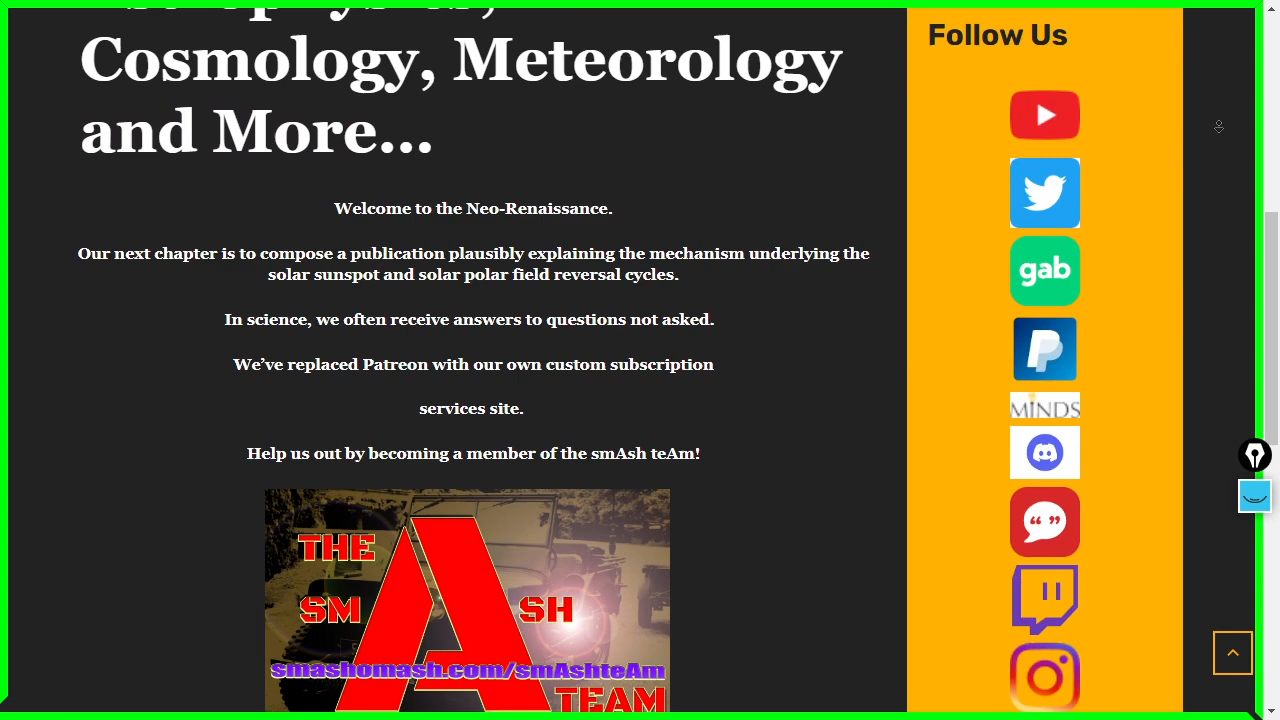 Cosmology, Meteorology
and More...
Welcome to the Neo-Renaissance.
Our next chapter is to compose a publication plausibly explaining the mechanism underlying the
solar sunspot and solar polar field reversal cycles.
In science, we often receive answers to questions not asked.
We’ve replaced Patreon with our own custom subscription
services site.
Help us out by becoming a member of the smAsh teAm!
THE
SM A SH
smashomash.com/smAshteAm
TEAM
Follow Us
gab
MINDS